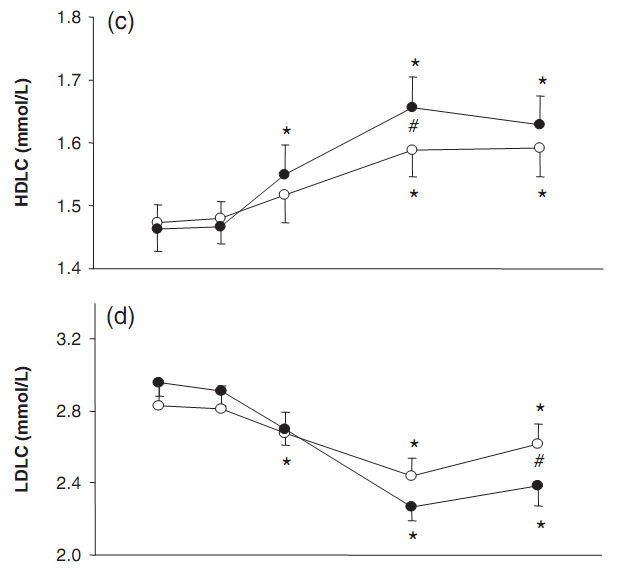 (c)
HDLC (mmol/L)
1.8
1.7
1.6
1.5
1.4
* * *
#
* *
(d)
LDLC (mmol/L)
3.2
2.8
2.4
2.0
* *
* #
* *